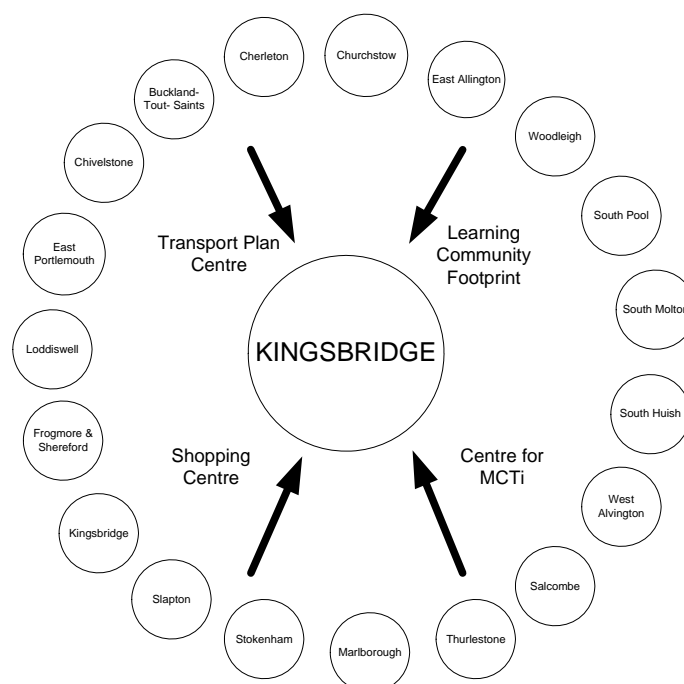 Cherleton
Churchstow
East Allington
Buckland-
Tout- Saints
Woodleigh
Chivelstone
South Pool
Transport Plan
Centre
Learning
Community
Footprint
East
Portlemouth
South Molton
Loddiswell
KINGSBRIDGE
South Huish
Frogmore &
Shereford
Shopping
Centre
Centre for
MCTi
West
Alvington
Kingsbridge
Salcombe
Slapton
Stokenham
Marlborough
Thurlestone